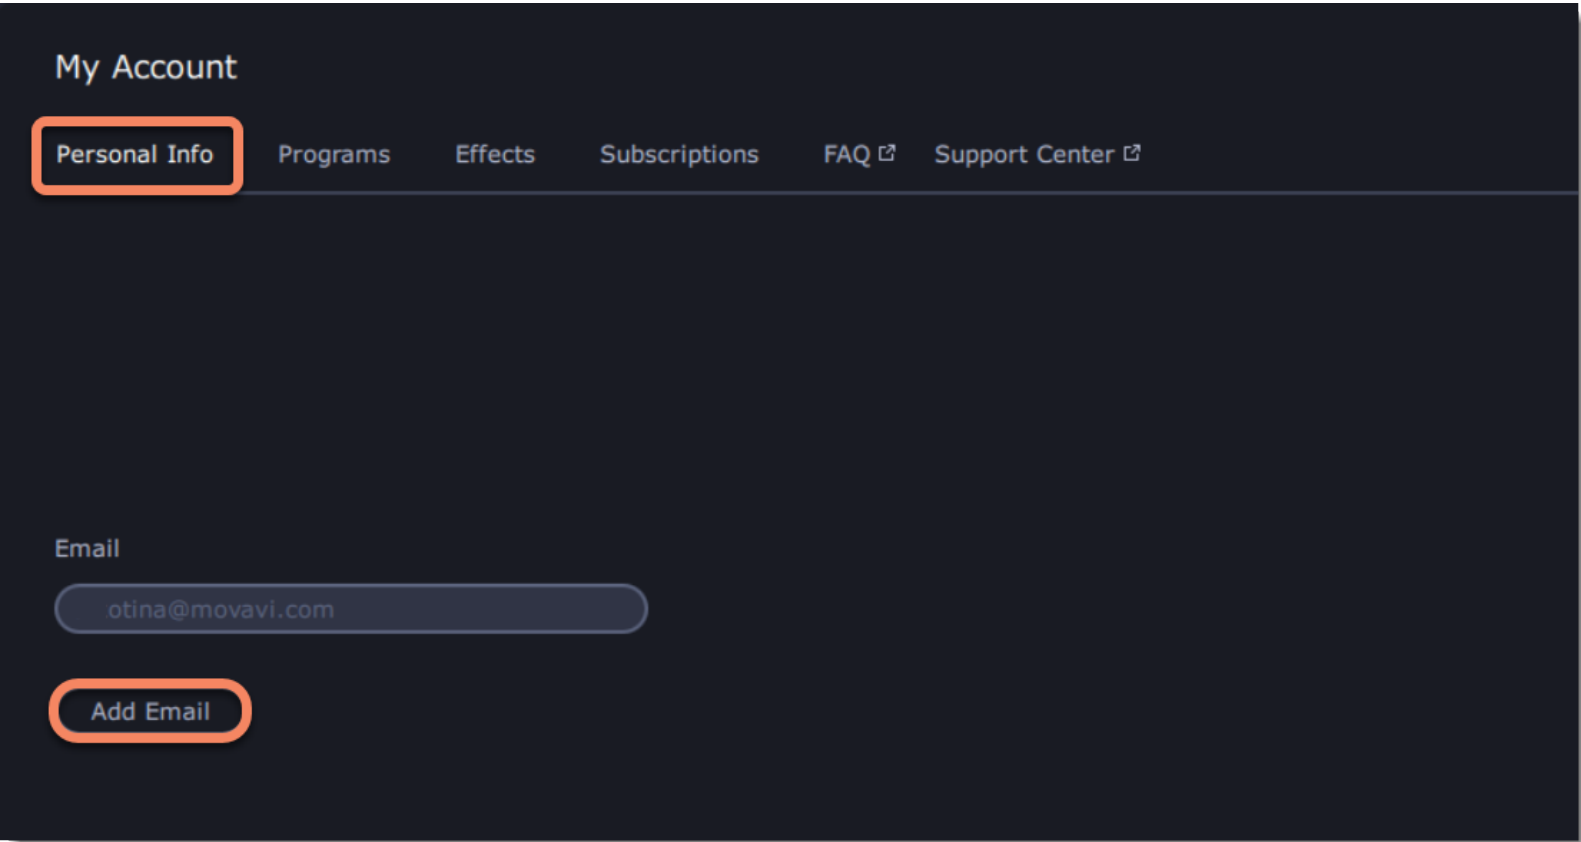 My Account
Personal Info Programs Effects Subscriptions FAQ Support Center
Email
otina@movavi.com
Add Email